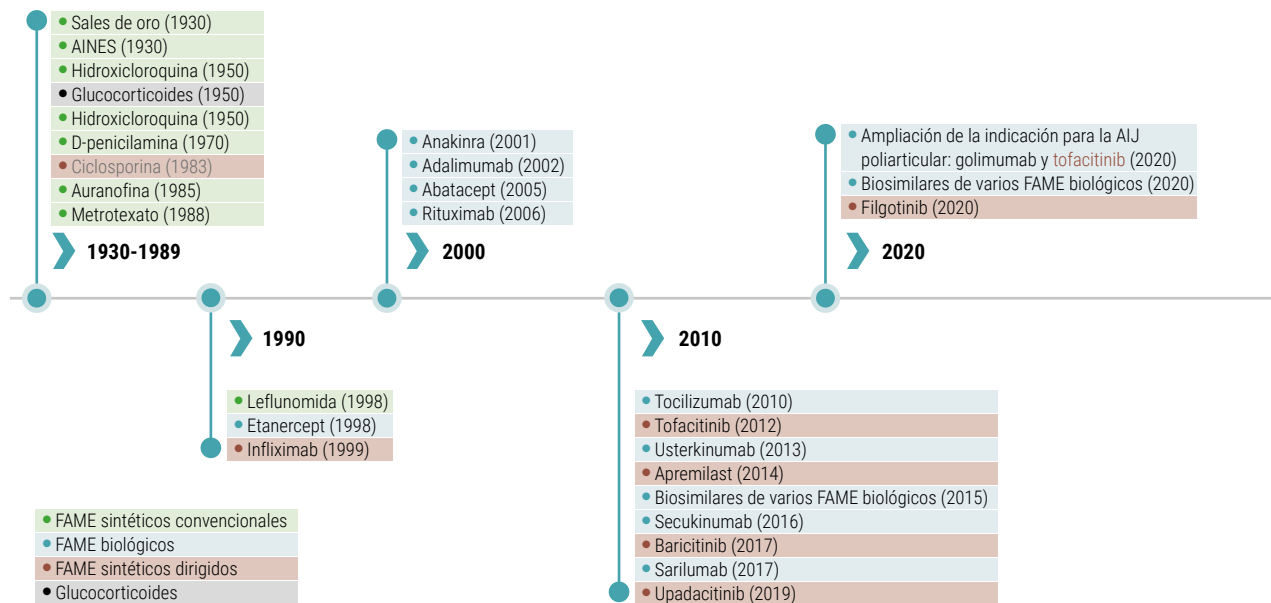 • Sales de oro (1930)
• AINES (1930)
• Hidroxicloroquina (1950)
• Glucocorticoides (1950)
• Hidroxicloroquina (1950)
• D-penicilamina (1970)
• Ciclosporina (1983)
• Auranofina (1985)
• Metrotexato (1988)
1930-1989
• Anakinra (2001)
• Adalimumab (2002)
• Abatacept (2005)
• Rituximab (2006)
2000
• Ampliación de la indicación para la AIJ
poliarticular: golimumab y tofacitinib (2020)
• Biosimilares de varios FAME biológicos (2020)
• Filgotinib (2020)
2020
1990
• Leflunomida (1998)
• Etanercept (1998)
• Infliximab (1999)
2010
• Tocilizumab (2010)
• Tofacitinib (2012)
• Usterkinumab (2013)
• Apremilast (2014)
• Biosimilares de varios FAME biológicos (2015)
• Secukinumab (2016)
• Baricitinib (2017)
• Sarilumab (2017)
• Upadacitinib (2019)
• FAME sintéticos convencionales
• FAME biológicos
• FAME sintéticos dirigidos
• Glucocorticoides